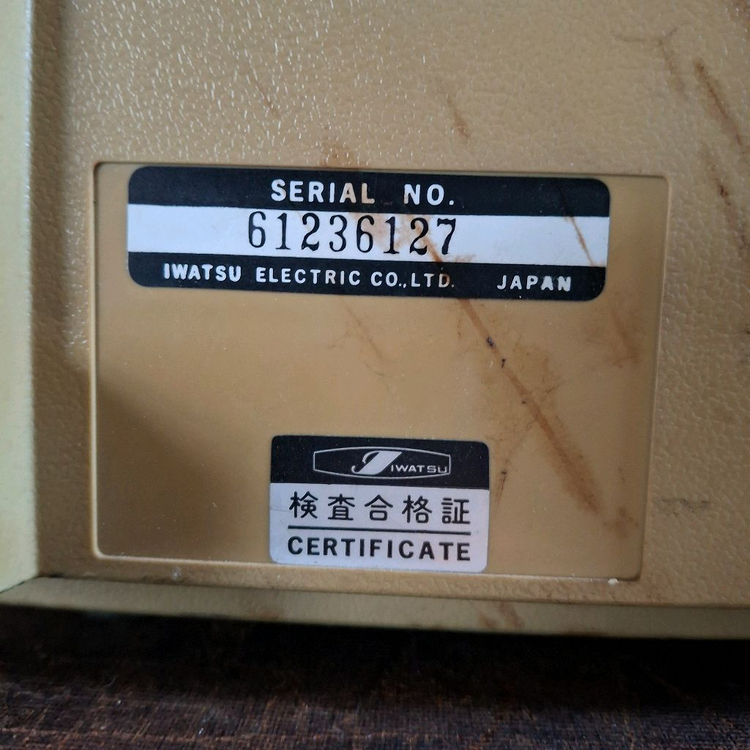 SERIAL NO.
61236127
IWATSU ELECTRIC CO.,LTD. JAPAN
IWATSU
検査合格証
CERTIFICATE